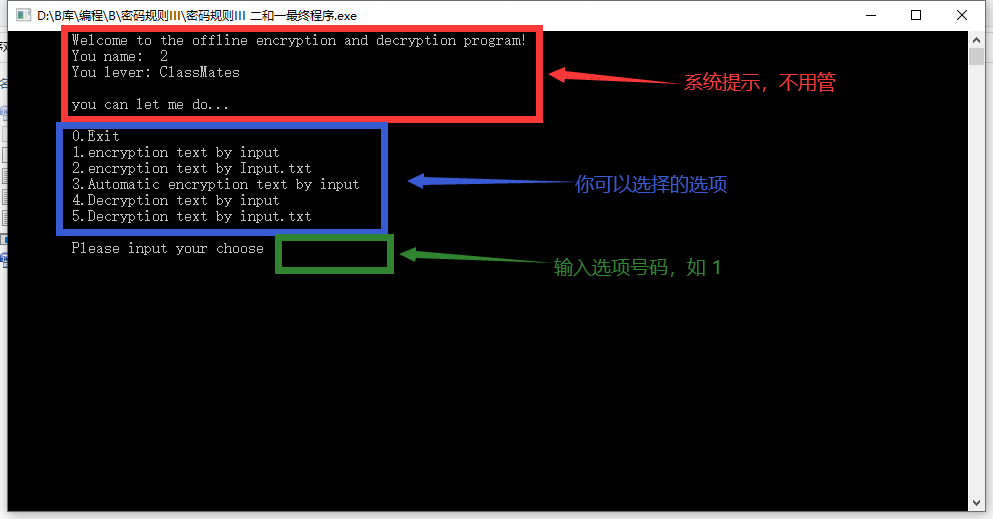 D:\B库\编程\B\密码规则III\密码规则III 二和一最终程序.exe
Welcome to the offline encryption and decryption program!
You name:  2
You lever: ClassMates
you can let me do...
系统提示，不用管
0.Exit
1.encryption text by input
2.encryption text by Input.txt
3.Automatic encryption text by input
4.Decryption text by input
5.Decryption text by input.txt
你可以选择的选项
Please input your choose
输入选项号码，如 1